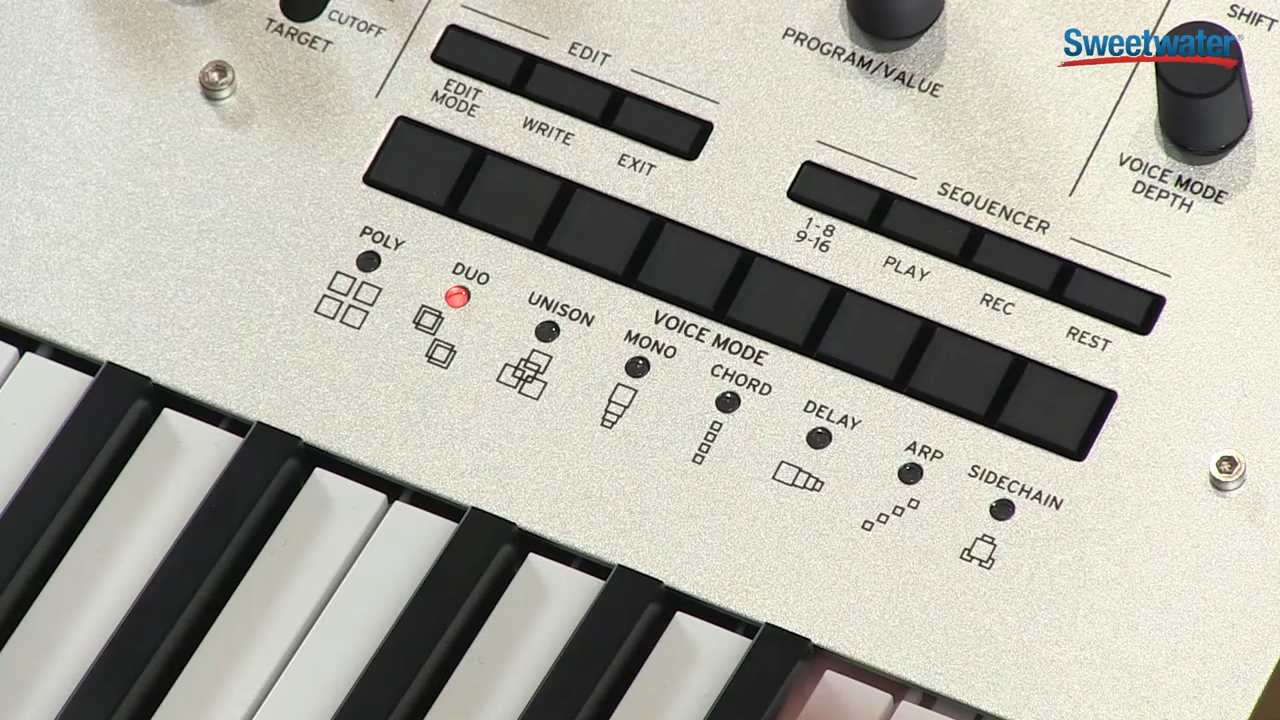 TARGET
CUTOFF
EDIT
EDIT
MODE
WRITE
EXIT
PROGRAM/VALUE
SHIFT
Sweetwater®
VOICE MODE
DEPTH
SEQUENCER
1-8
9-16
PLAY
REC
REST
VOICE MODE
POLY
DUO
UNISON
MONO
CHORD
DELAY
ARP
SIDECHAIN